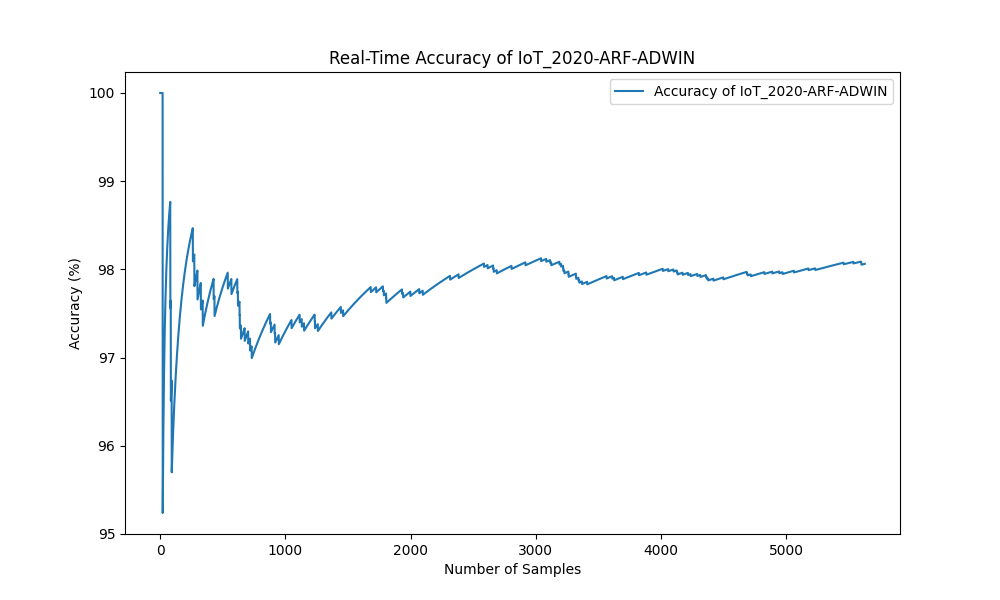 Real-Time Accuracy of IoT_2020-ARF-ADWIN
Accuracy of IoT_2020-ARF-ADWIN
Accuracy (%)
100
99
98
97
96
95
0 1000 2000 3000 4000 5000
Number of Samples